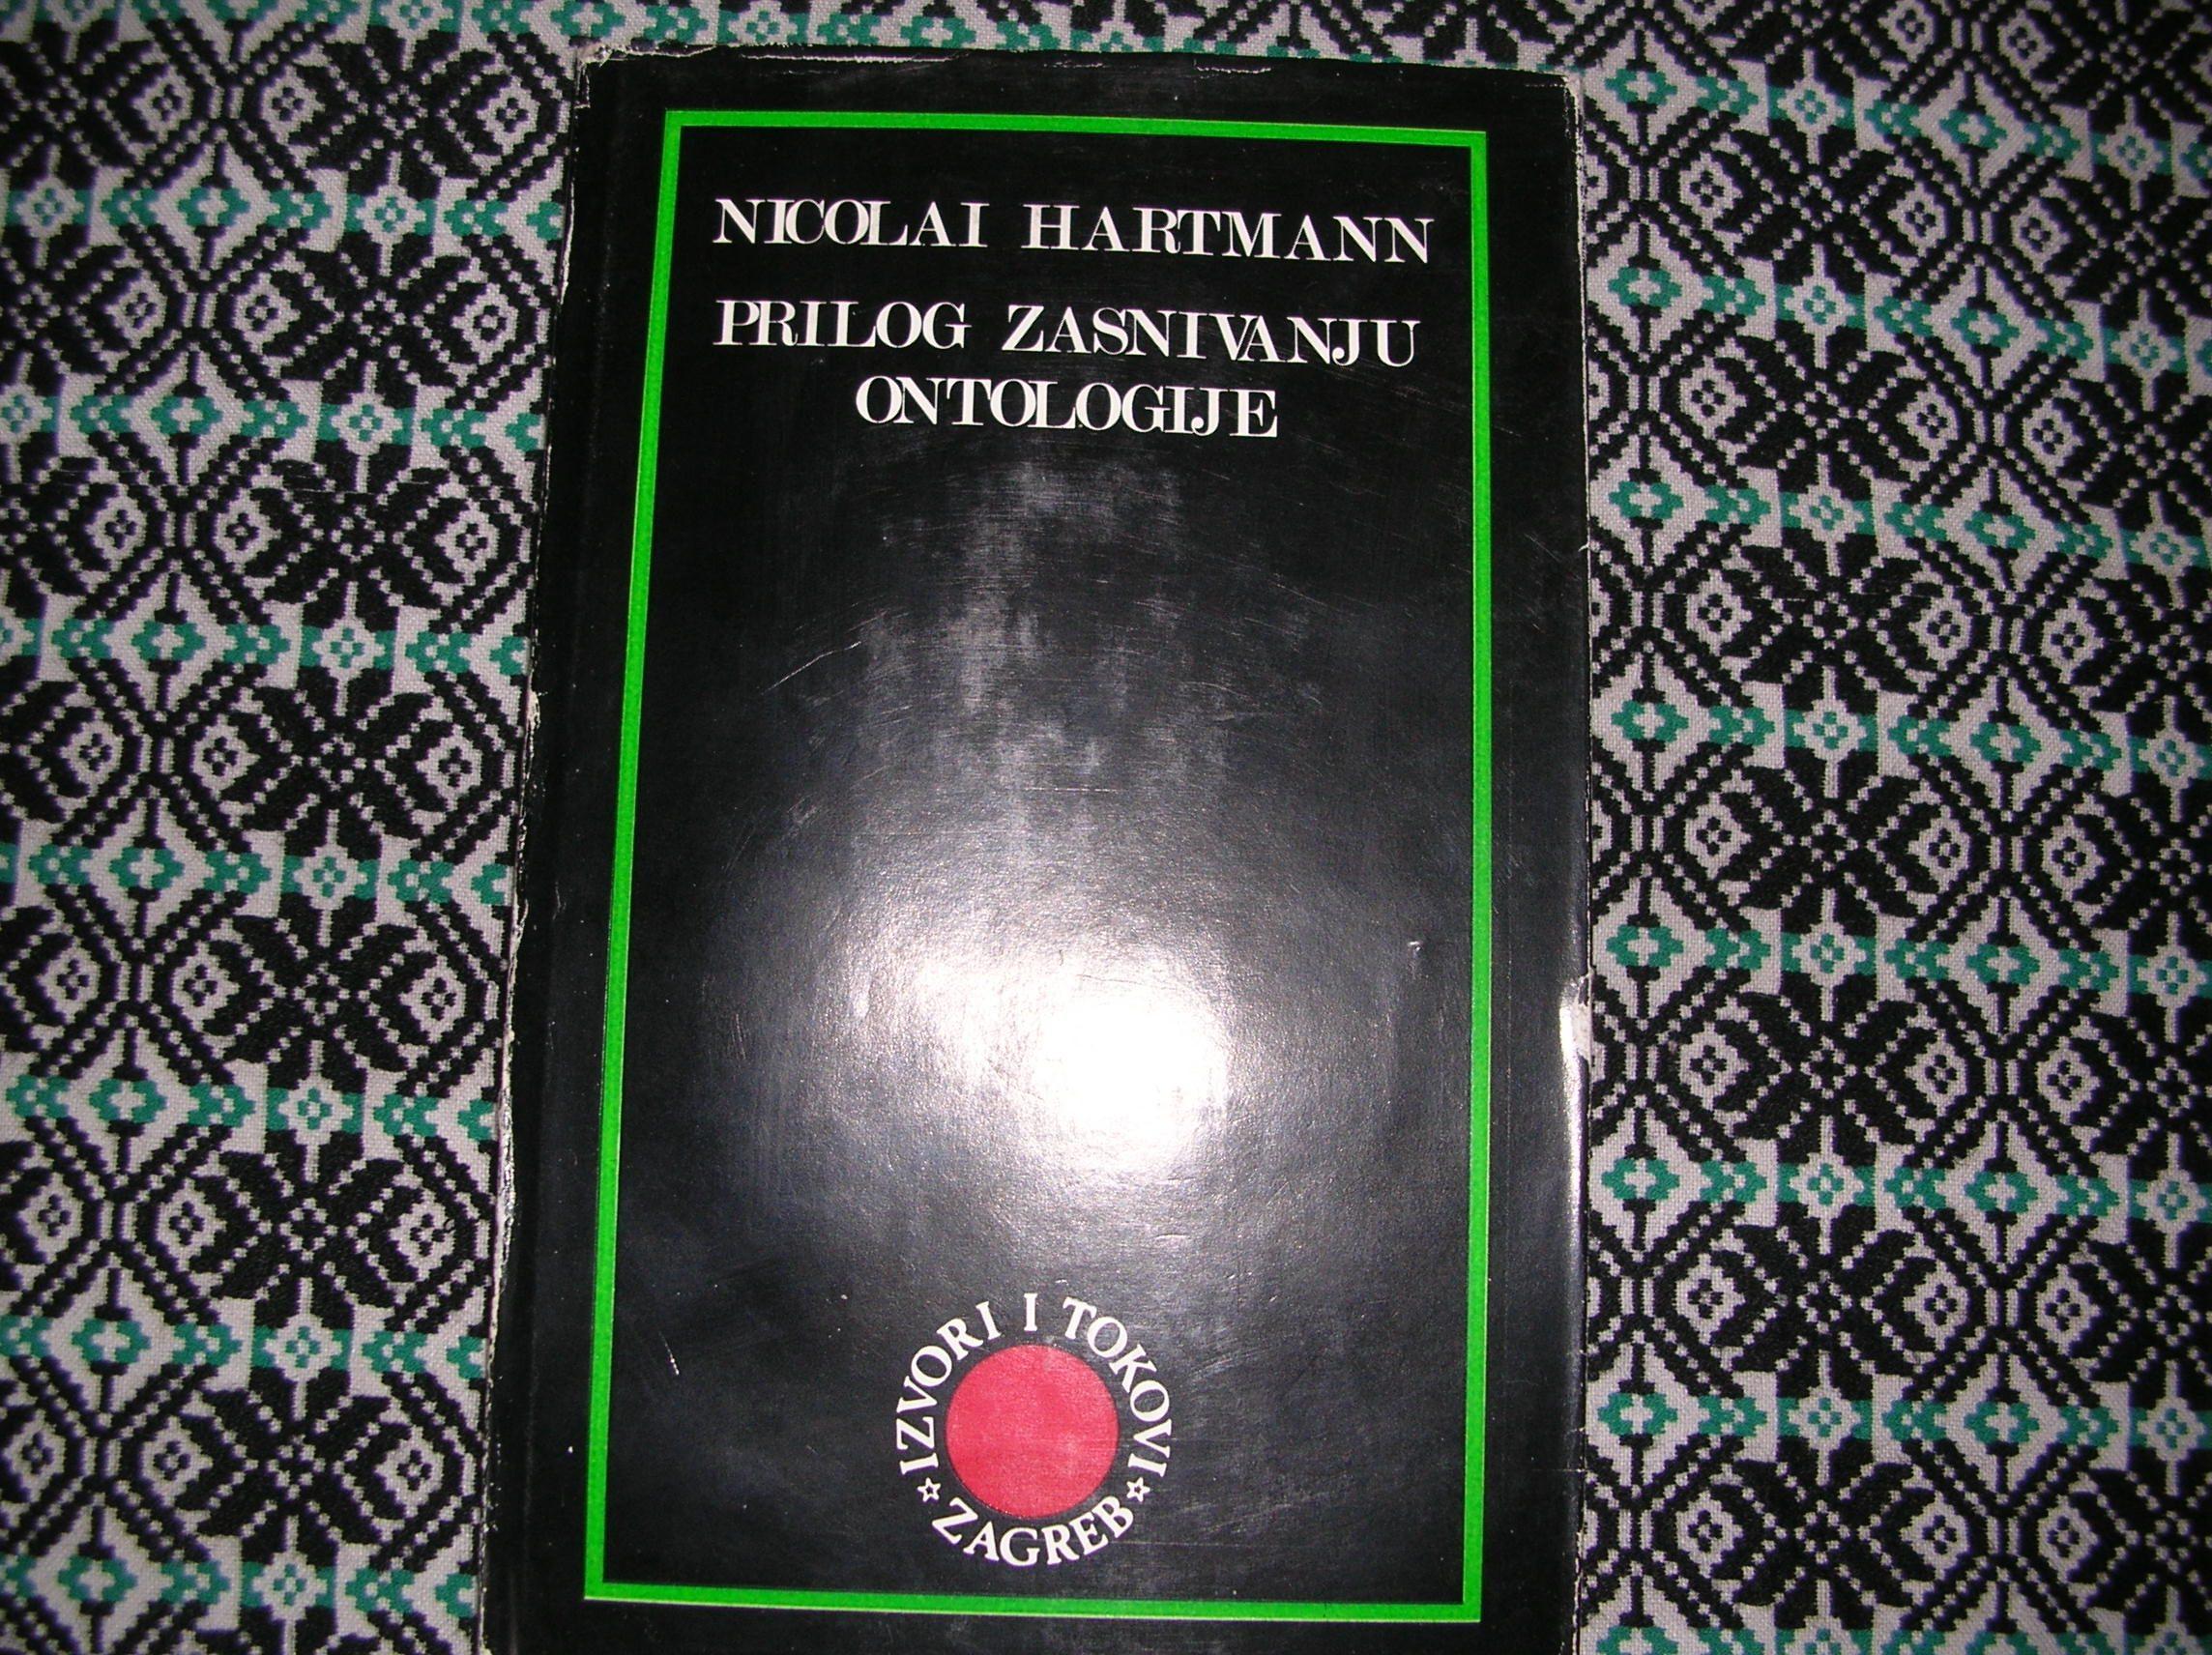 NICOLAI HARTMANN
PRILOG ZASNIVANJU
ONTOLOGIJE
IZVORI I TOKOVI
☆ ZAGREB ☆